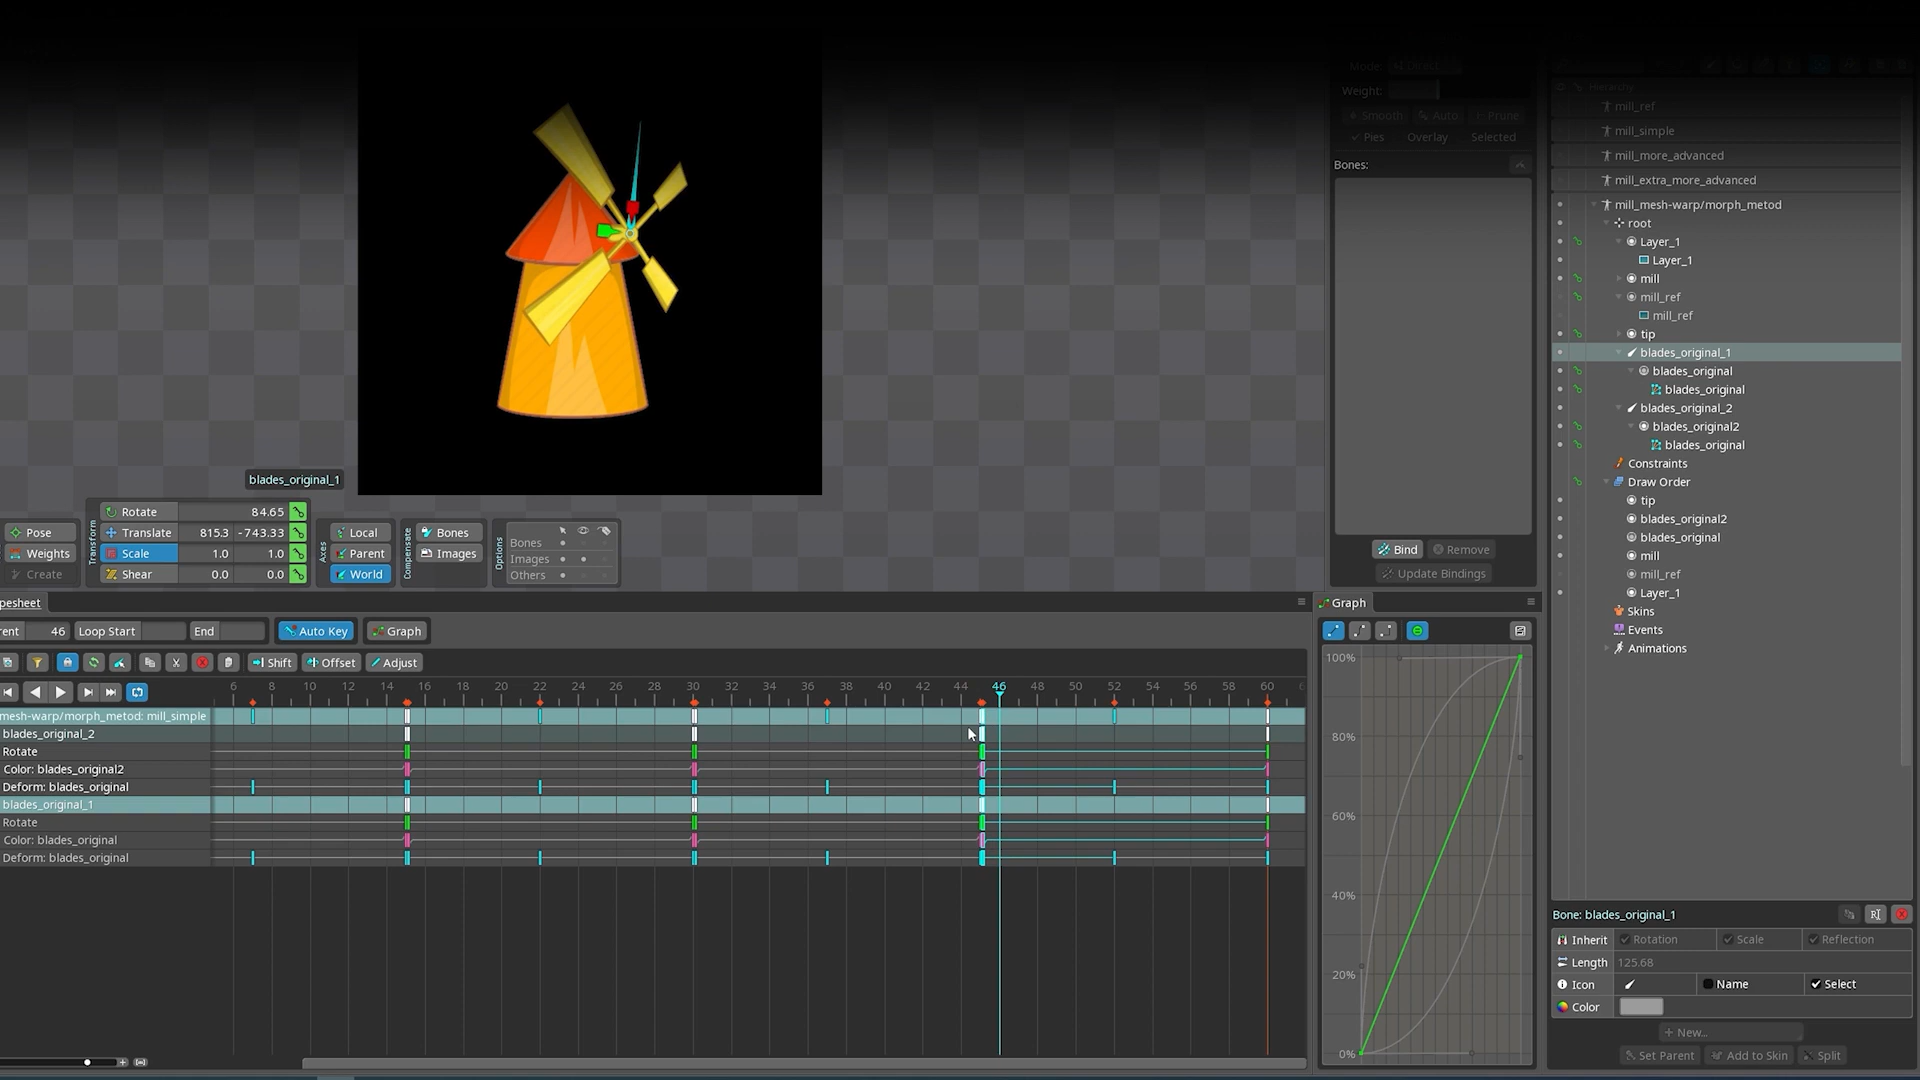 Mode:
Weight:
Smooth Auto Prune
Pies Overlay Selected
Bones:
Bind Remove
Update Bindings
Hierarchy
mill_ref
mill_simple
mill_more_advanced
mill_extra_more_advanced
mill_mesh-warp/morph_metod
root
Layer_1
Layer_1
mill
mill_ref
mill_ref
tip
blades_original_1
blades_original
blades_original
blades_original_2
blades_original2
blades_original
Constraints
Draw Order
tip
blades_original2
blades_original
mill
mill_ref
Layer_1
Skins
Events
Animations
blades_original_1
Pose
Weights
Create
Transform
Rotate 84.65
Translate 815.3 -743.33
Scale 1.0 1.0
Shear 0.0 0.0
Axes
Local
Parent
World
Compensate
Bones
Images
Options
Bones
Images
Others
pesheet
rent 46 Loop Start End Auto Key Graph
Shift Offset Adjust
6 8 10 12 14 16 18 20 22 24 26 28 30 32 34 36 38 40 42 44 46 48 50 52 54 56 58 60
mesh-warp/morph_metod: mill_simple
blades_original_2
Rotate
Color: blades_original2
Deform: blades_original
blades_original_1
Rotate
Color: blades_original
Deform: blades_original
Graph
100%
80%
60%
40%
20%
0%
Bone: blades_original_1
Inherit Rotation Scale Reflection
Length 125.68
Icon Name Select
Color
+ New...
Set Parent Add to Skin Split